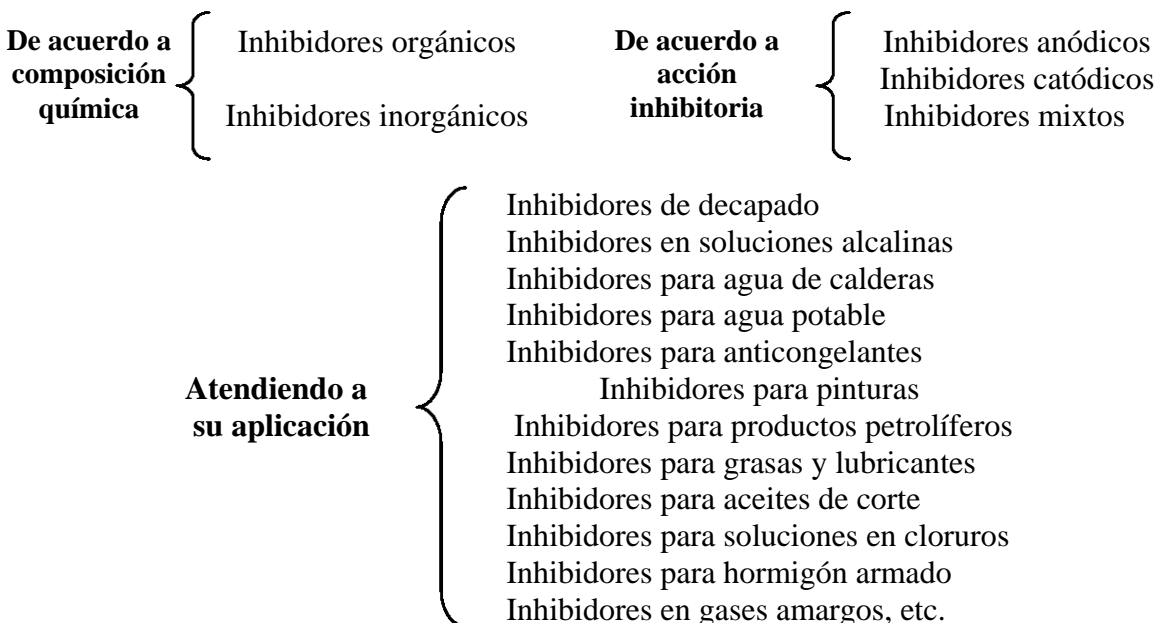 De acuerdo a
composición
química
Inhibidores orgánicos
Inhibidores inorgánicos
De acuerdo a
acción
inhibitoria
Inhibidores anódicos
Inhibidores catódicos
Inhibidores mixtos
Atendiendo a
su aplicación
Inhibidores de decapado
Inhibidores en soluciones alcalinas
Inhibidores para agua de calderas
Inhibidores para agua potable
Inhibidores para anticongelantes
Inhibidores para pinturas
Inhibidores para productos petrolíferos
Inhibidores para grasas y lubricantes
Inhibidores para aceites de corte
Inhibidores para soluciones en cloruros
Inhibidores para hormigón armado
Inhibidores en gases amargos, etc.